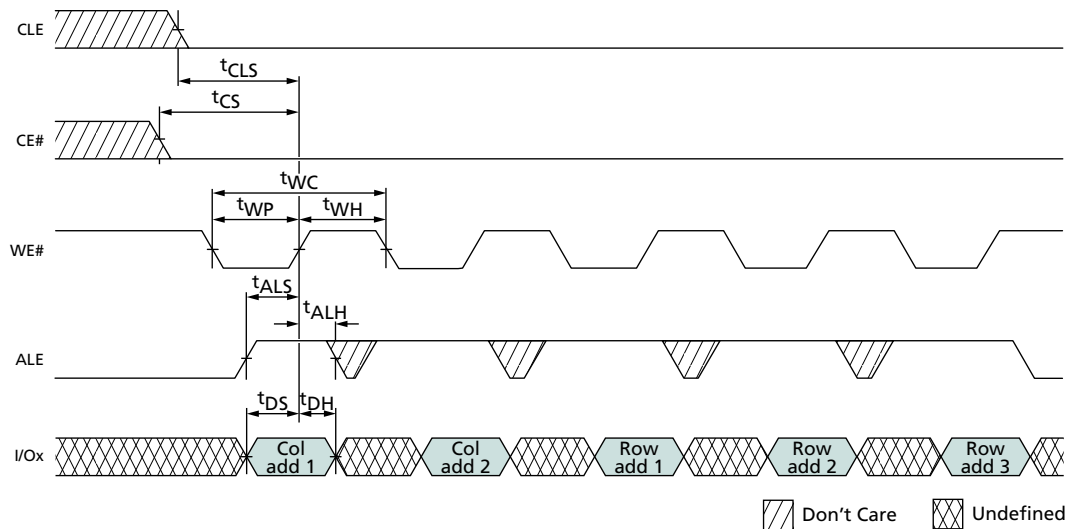 CLE
tCLS
tCS
CE#
tWC
tWP
tWH
WE#
tALS
tALH
ALE
tDS
tDH
I/Ox
Col
add 1
Col
add 2
Row
add 1
Row
add 2
Row
add 3
Don't Care
Undefined